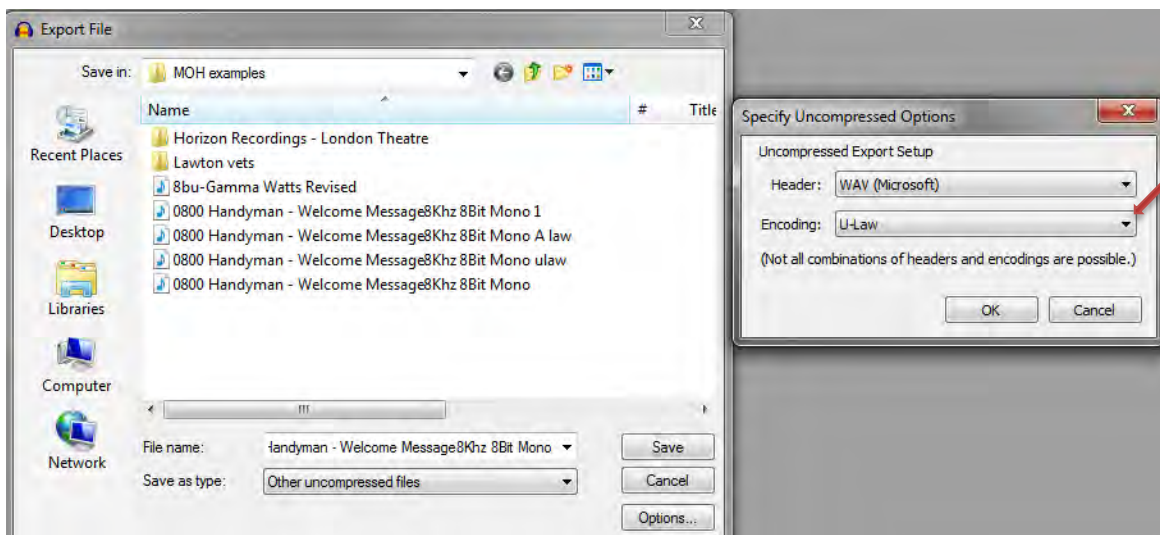 Export File
Save in: MOH examples
Name # Title
Recent Places
Desktop
Libraries
Computer
Network
Horizon Recordings - London Theatre
Lawton vets
8bu-Gamma Watts Revised
0800 Handyman - Welcome Message8Khz 8Bit Mono 1
0800 Handyman - Welcome Message8Khz 8Bit Mono A law
0800 Handyman - Welcome Message8Khz 8Bit Mono ulaw
0800 Handyman - Welcome Message8Khz 8Bit Mono
File name: Handyman - Welcome Message8Khz 8Bit Mono Save
Save as type: Other uncompressed files Cancel
Options...
Specify Uncompressed Options
Uncompressed Export Setup
Header: WAV (Microsoft)
Encoding: U-Law
(Not all combinations of headers and encodings are possible.)
OK Cancel